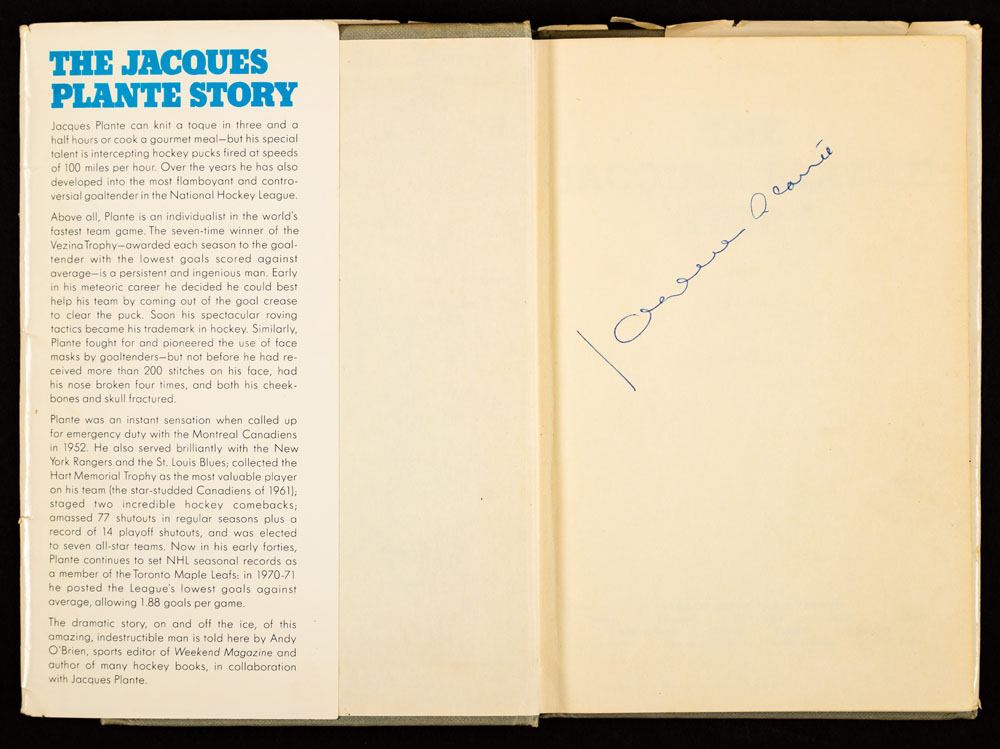 THE JACQUES
PLANTE STORY
Jacques Plante can knit a toque in three and a
half hours or cook a gourmet meal—but his special
talent is intercepting hockey pucks fired at speeds
of 100 miles per hour. Over the years he has also
developed into the most flamboyant and contro-
versial goaltender in the National Hockey League.
Above all, Plante is an individualist in the world's
fastest team game. The seven-time winner of the
Vezina Trophy—awarded each season to the goal-
tender with the lowest goals scored against
average—is a persistent and ingenious man. Early
in his meteoric career he decided he could best
help his team by coming out of the goal crease
to clear the puck. Soon his spectacular roving
tactics became his trademark in hockey. Similarly,
Plante fought for and pioneered the use of face
masks by goaltenders—but not before he had re-
ceived more than 200 stitches on his face, had
his nose broken four times, and both his cheek-
bones and skull fractured.
Plante was an instant sensation when called up
for emergency duty with the Montreal Canadiens
in 1952. He also served brilliantly with the New
York Rangers and the St. Louis Blues; collected the
Hart Memorial Trophy as the most valuable player
on his team (the star-studded Canadiens of 1961);
staged two incredible hockey comebacks;
amassed 77 shutouts in regular seasons plus a
record of 14 playoff shutouts, and was elected
to seven all-star teams. Now in his early forties,
Plante continues to set NHL seasonal records as
a member of the Toronto Maple Leafs: in 1970-71
he posted the League's lowest goals against
average, allowing 1.88 goals per game.
The dramatic story, on and off the ice, of this
amazing, indestructible man is told here by Andy
O'Brien, sports editor of Weekend Magazine and
author of many hockey books, in collaboration
with Jacques Plante.